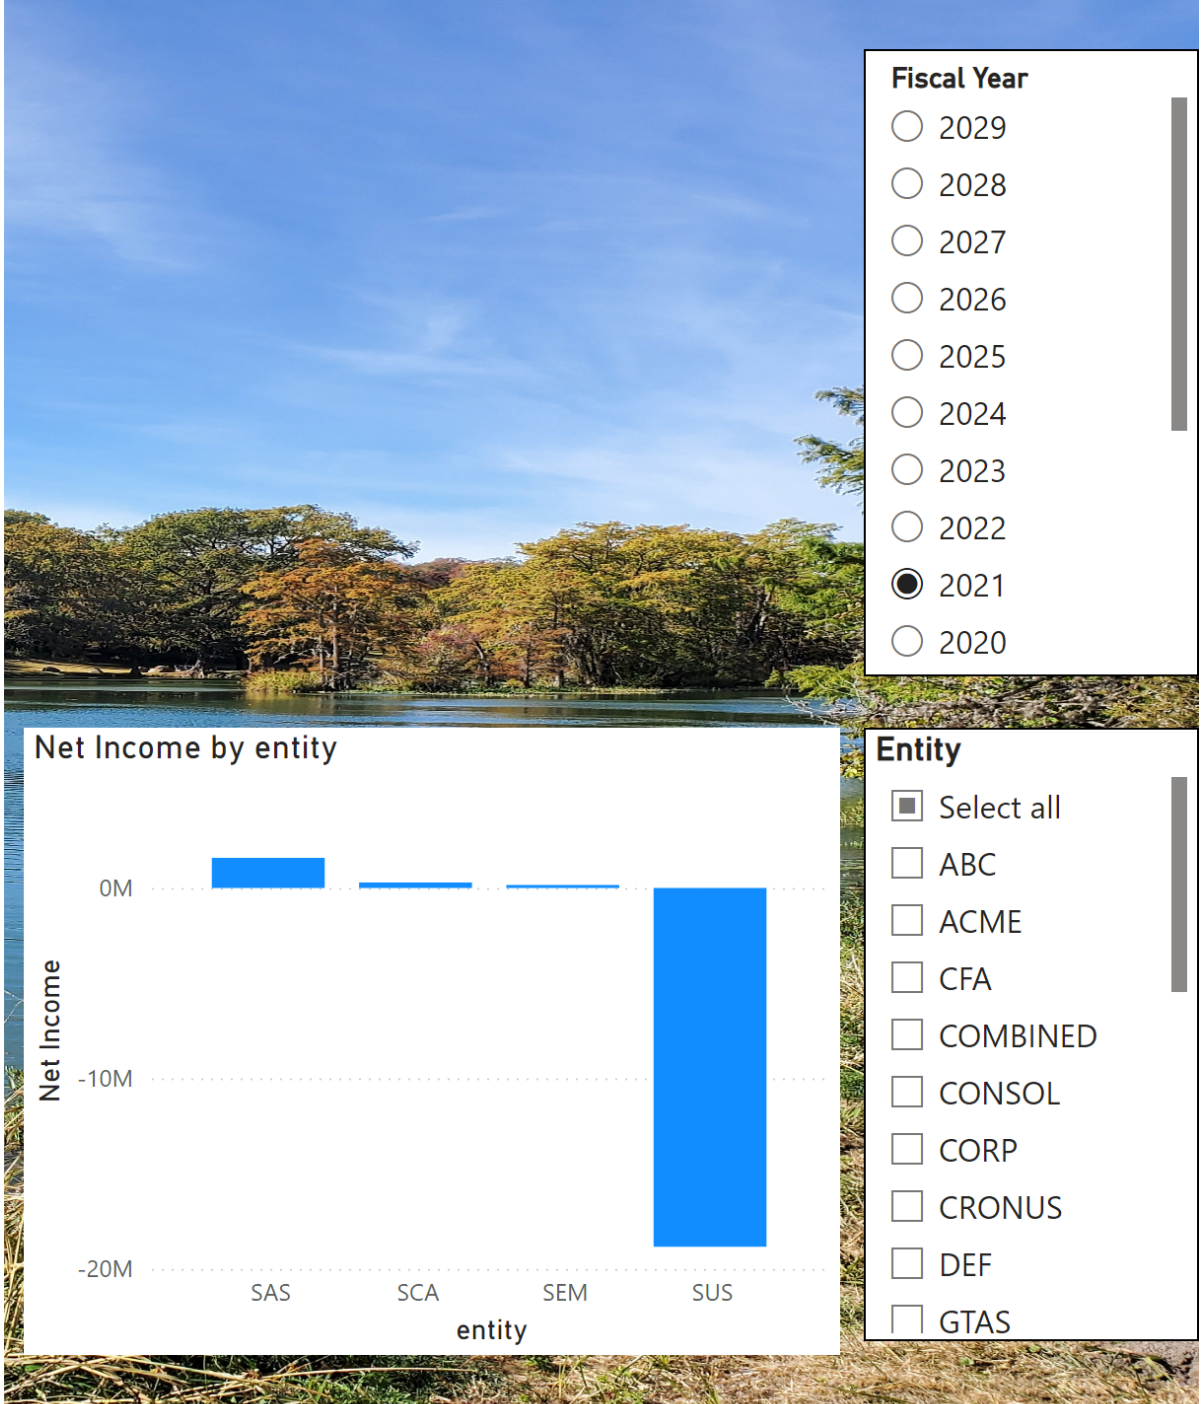 Fiscal Year
2029
2028
2027
2026
2025
2024
2023
2022
2021
2020
Net Income by entity
0M
-10M
-20M
Net Income
SAS SCA SEM SUS
entity
Entity
Select all
ABC
ACME
CFA
COMBINED
CONSOL
CORP
CRONUS
DEF
GTAS